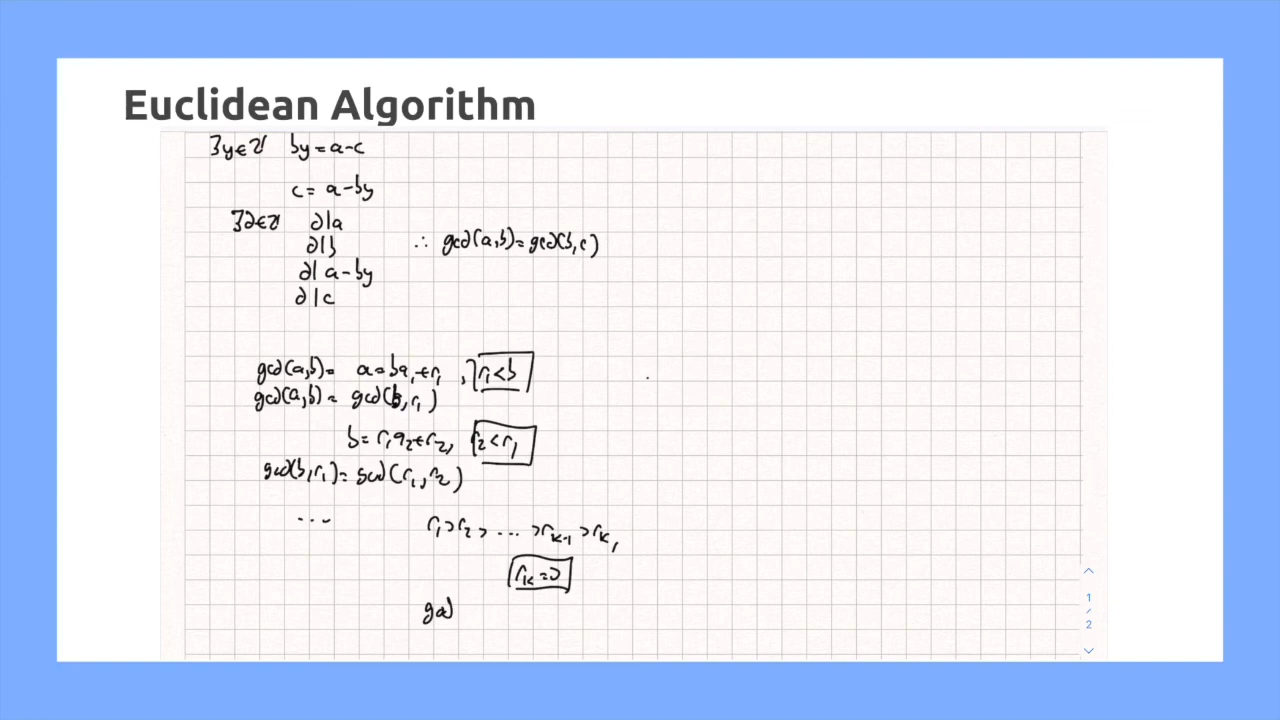 Euclidean Algorithm
∃y∈ℤ by = a-c
c = a-by
∃d∈ℤ d|a
d|b
∴ gcd(a,b) = gcd(b,c)
d| a-by
d|c
gcd(a,b) = a = bq₁+r₁ , r₁<b
gcd(a,b) = gcd(b,r₁)
b = r₁q₂+r₂, r₂<r₁
gcd(b,r₁) = gcd(r₁,r₂)
... r₁>r₂> ... >rₖ₋₁ >rₖ,
rₖ=0
gcd
1
/
2